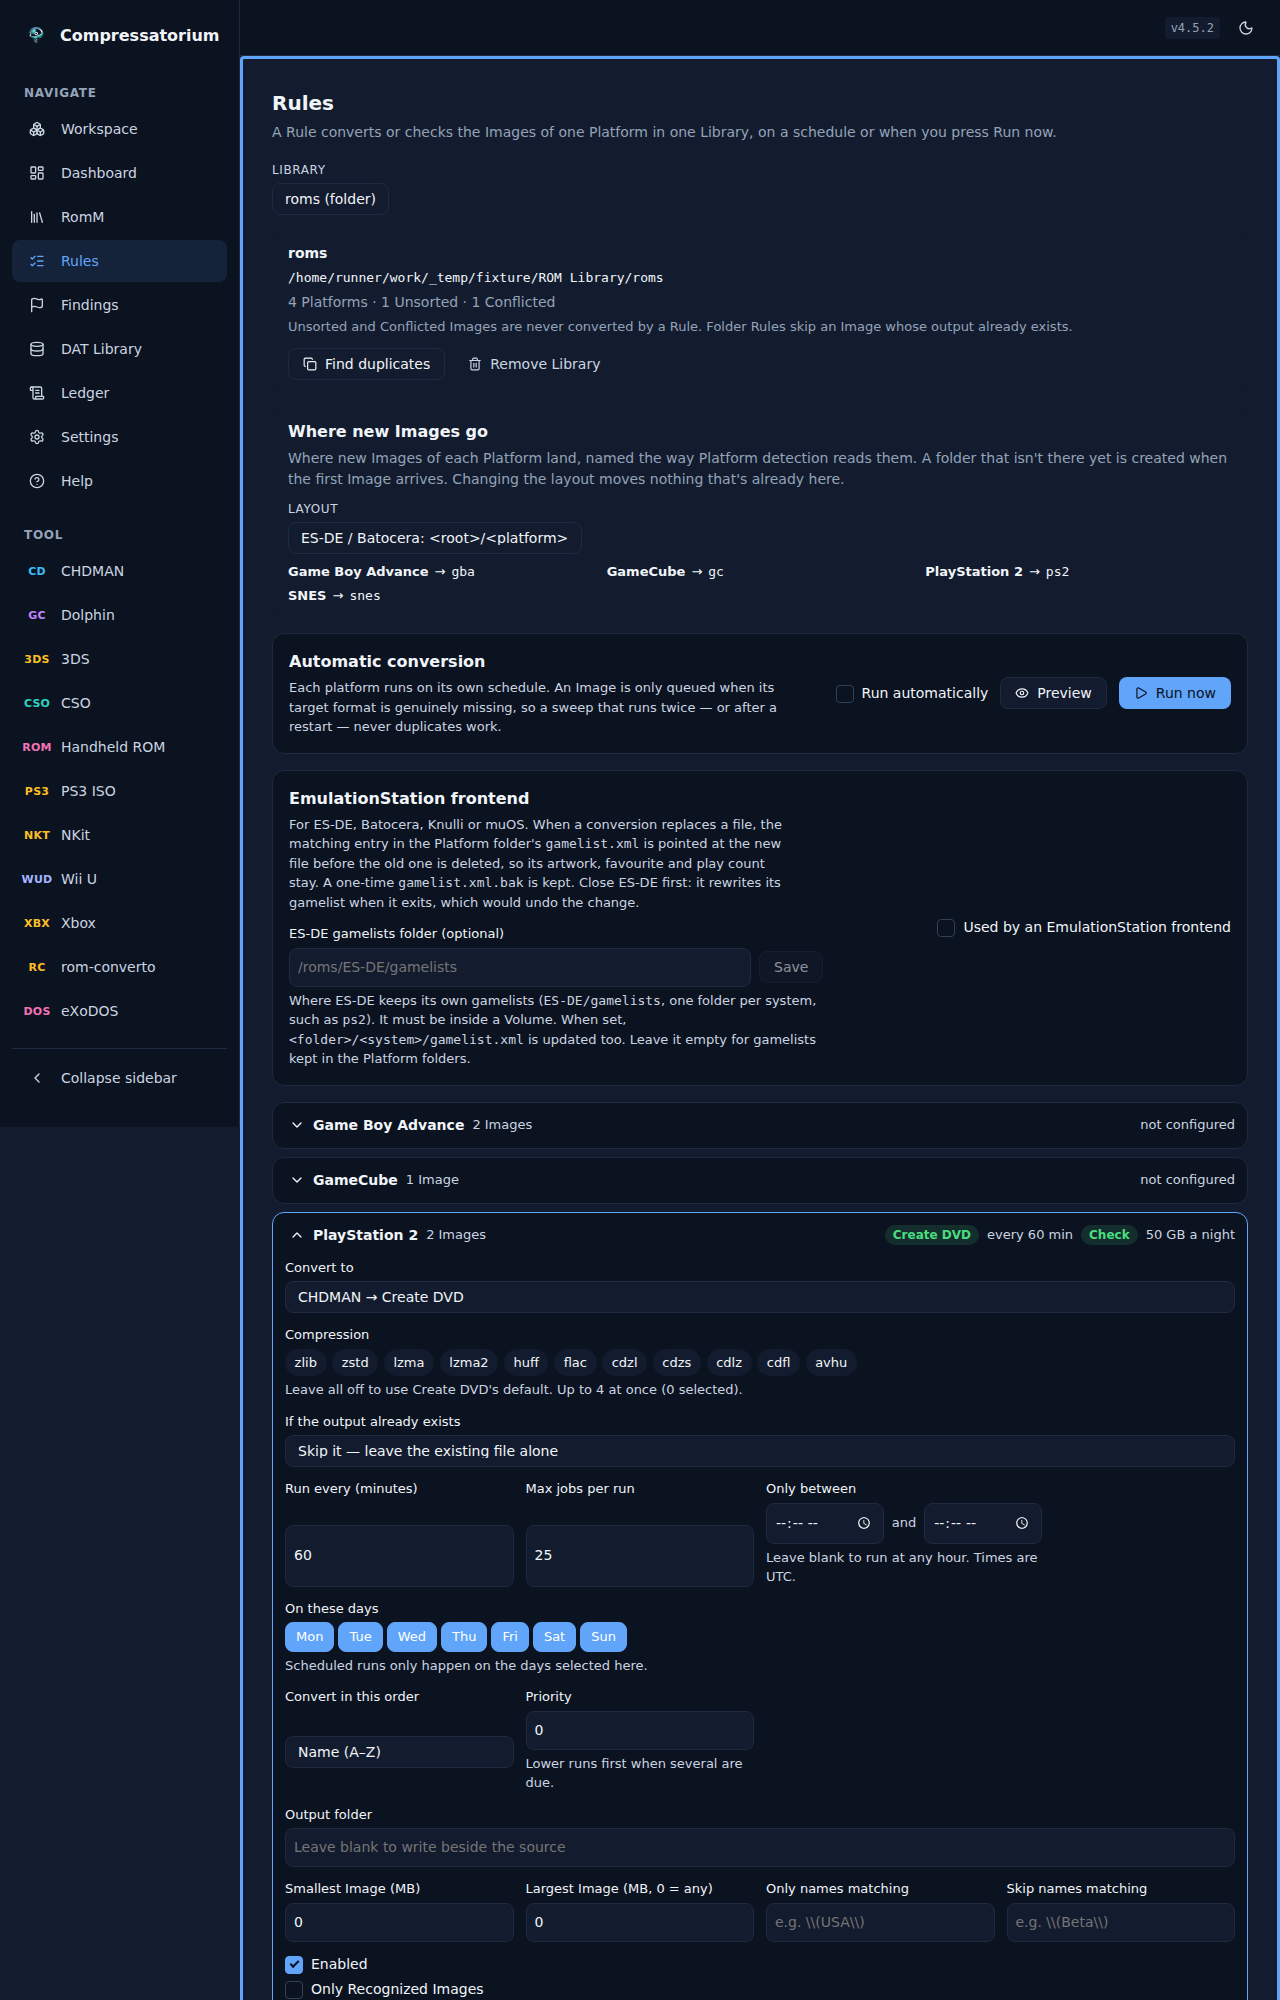 Compressatorium
v4.5.2
NAVIGATE
Workspace
Dashboard
RomM
Rules
Findings
DAT Library
Ledger
Settings
Help
TOOL
CD CHDMAN
GC Dolphin
3DS 3DS
CSO CSO
ROM Handheld ROM
PS3 PS3 ISO
NKT NKit
WUD Wii U
XBX Xbox
RC rom-converto
DOS eXoDOS
Collapse sidebar
Rules
A Rule converts or checks the Images of one Platform in one Library, on a schedule or when you press Run now.
LIBRARY
roms (folder)
roms
/home/runner/work/_temp/fixture/ROM Library/roms
4 Platforms · 1 Unsorted · 1 Conflicted
Unsorted and Conflicted Images are never converted by a Rule. Folder Rules skip an Image whose output already exists.
Find duplicates Remove Library
Where new Images go
Where new Images of each Platform land, named the way Platform detection reads them. A folder that isn't there yet is created when
the first Image arrives. Changing the layout moves nothing that's already here.
LAYOUT
ES-DE / Batocera: <root>/<platform>
Game Boy Advance → gba GameCube → gc PlayStation 2 → ps2
SNES → snes
Automatic conversion
Each platform runs on its own schedule. An Image is only queued when its
target format is genuinely missing, so a sweep that runs twice — or after a
restart — never duplicates work.
Run automatically Preview Run now
EmulationStation frontend
For ES-DE, Batocera, Knulli or muOS. When a conversion replaces a file, the
matching entry in the Platform folder's gamelist.xml is pointed at the new
file before the old one is deleted, so its artwork, favourite and play count
stay. A one-time gamelist.xml.bak is kept. Close ES-DE first: it rewrites its
gamelist when it exits, which would undo the change.
Used by an EmulationStation frontend
ES-DE gamelists folder (optional)
/roms/ES-DE/gamelists Save
Where ES-DE keeps its own gamelists (ES-DE/gamelists, one folder per system,
such as ps2). It must be inside a Volume. When set,
<folder>/<system>/gamelist.xml is updated too. Leave it empty for gamelists
kept in the Platform folders.
Game Boy Advance 2 Images not configured
GameCube 1 Image not configured
PlayStation 2 2 Images Create DVD every 60 min Check 50 GB a night
Convert to
CHDMAN → Create DVD
Compression
zlib zstd lzma lzma2 huff flac cdzl cdzs cdlz cdfl avhu
Leave all off to use Create DVD's default. Up to 4 at once (0 selected).
If the output already exists
Skip it — leave the existing file alone
Run every (minutes) Max jobs per run Only between
60 25 --:-- -- and --:-- --
Leave blank to run at any hour. Times are
UTC.
On these days
Mon Tue Wed Thu Fri Sat Sun
Scheduled runs only happen on the days selected here.
Convert in this order Priority
Name (A–Z) 0
Lower runs first when several are
due.
Output folder
Leave blank to write beside the source
Smallest Image (MB) Largest Image (MB, 0 = any) Only names matching Skip names matching
0 0 e.g. \\(USA\\) e.g. \\(Beta\\)
Enabled
Only Recognized Images